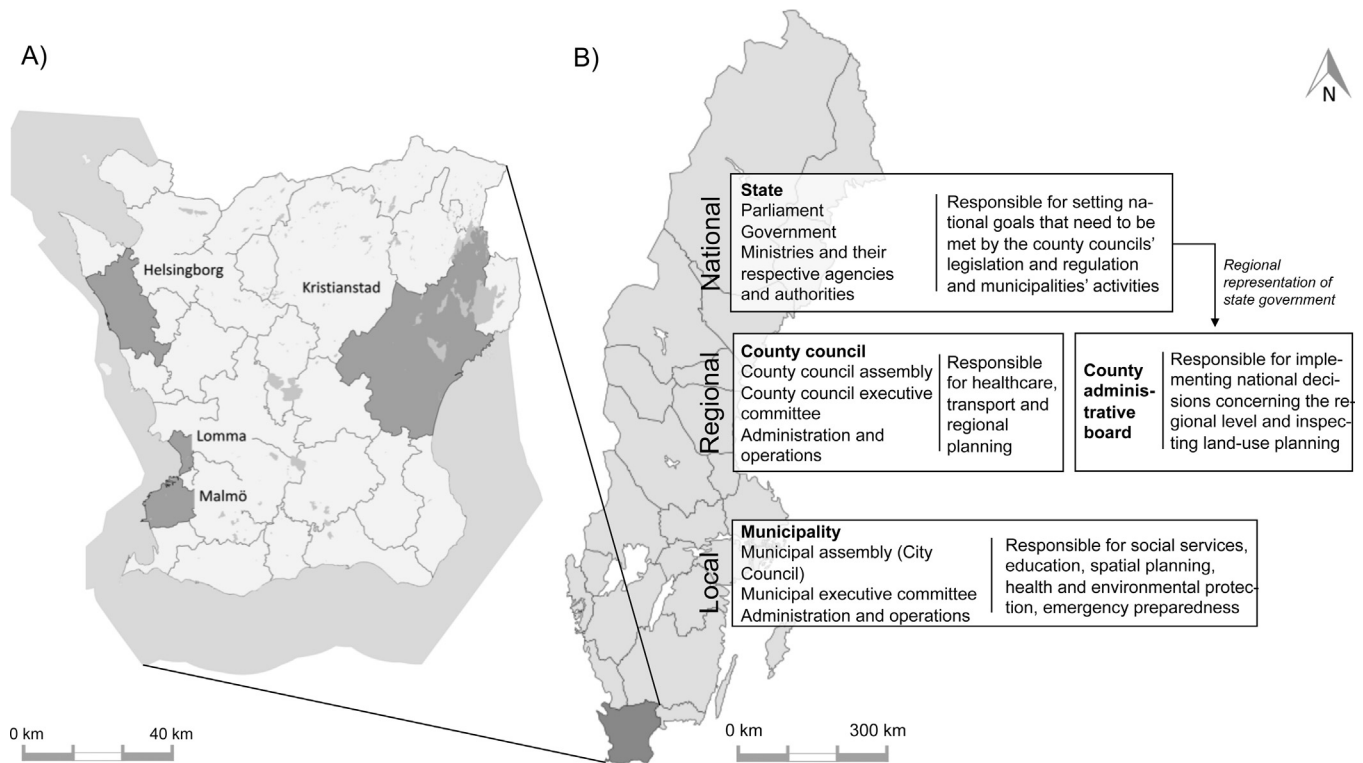 A)
Helsingborg
Kristianstad
Lomma
Malmö
0 km
40 km
B)
N
National
State
Parliament
Government
Ministries and their
respective agencies
and authorities
Responsible for setting na-
tional goals that need to be
met by the county councils'
legislation and regulation
and municipalities' activities
Regional
representation of
state government
Regional
County council
County council assembly
County council executive
committee
Administration and
operations
Responsible
for healthcare,
transport and
regional
planning
County
adminis-
trative
board
Responsible for imple-
menting national deci-
sions concerning the re-
gional level and inspec-
ting land-use planning
Local
Municipality
Municipal assembly (City
Council)
Municipal executive committee
Administration and operations
Responsible for social services,
education, spatial planning,
health and environmental protec-
tion, emergency preparedness
0 km
300 km